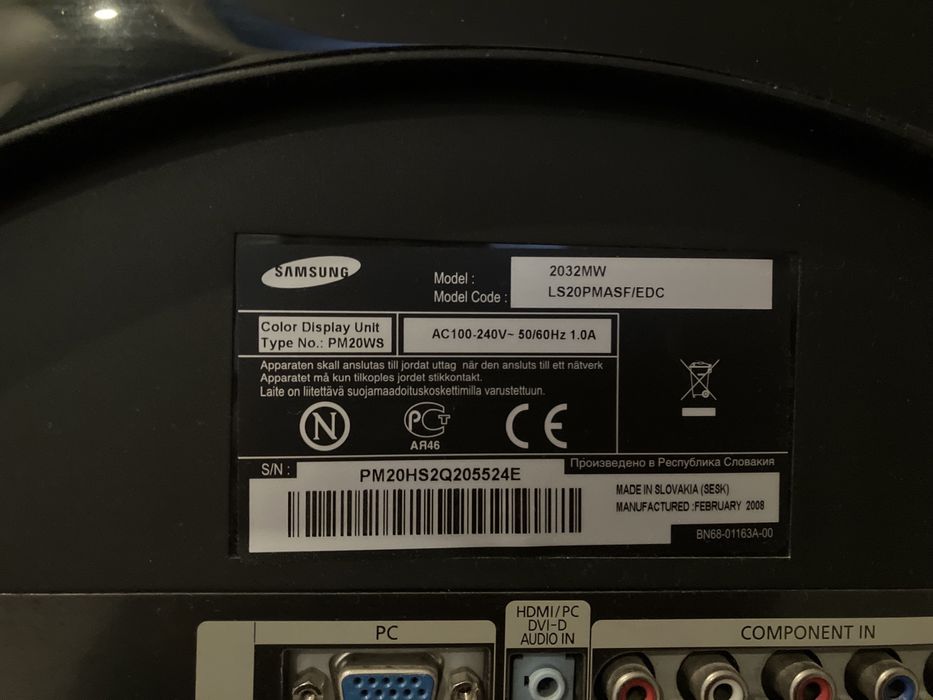 SAMSUNG
Model : 2032MW
Model Code : LS20PMASF/EDC
Color Display Unit
Type No.: PM20WS
AC100-240V~ 50/60Hz 1.0A
Apparaten skall anslutas till jordat uttag när den ansluts till ett nätverk
Apparatet må kun tilkoples jordet stikkontakt.
Laite on liitettävä suojamaadoituskoskettimilla varustettuun.
N
РСТ
АЯ46
CE
S/N : PM20HS2Q205524E
Произведено в Республика Словакия
MADE IN SLOVAKIA (SESK)
MANUFACTURED :FEBRUARY 2008
BN68-01163A-00
PC
HDMI/PC
DVI-D
AUDIO IN
COMPONENT IN